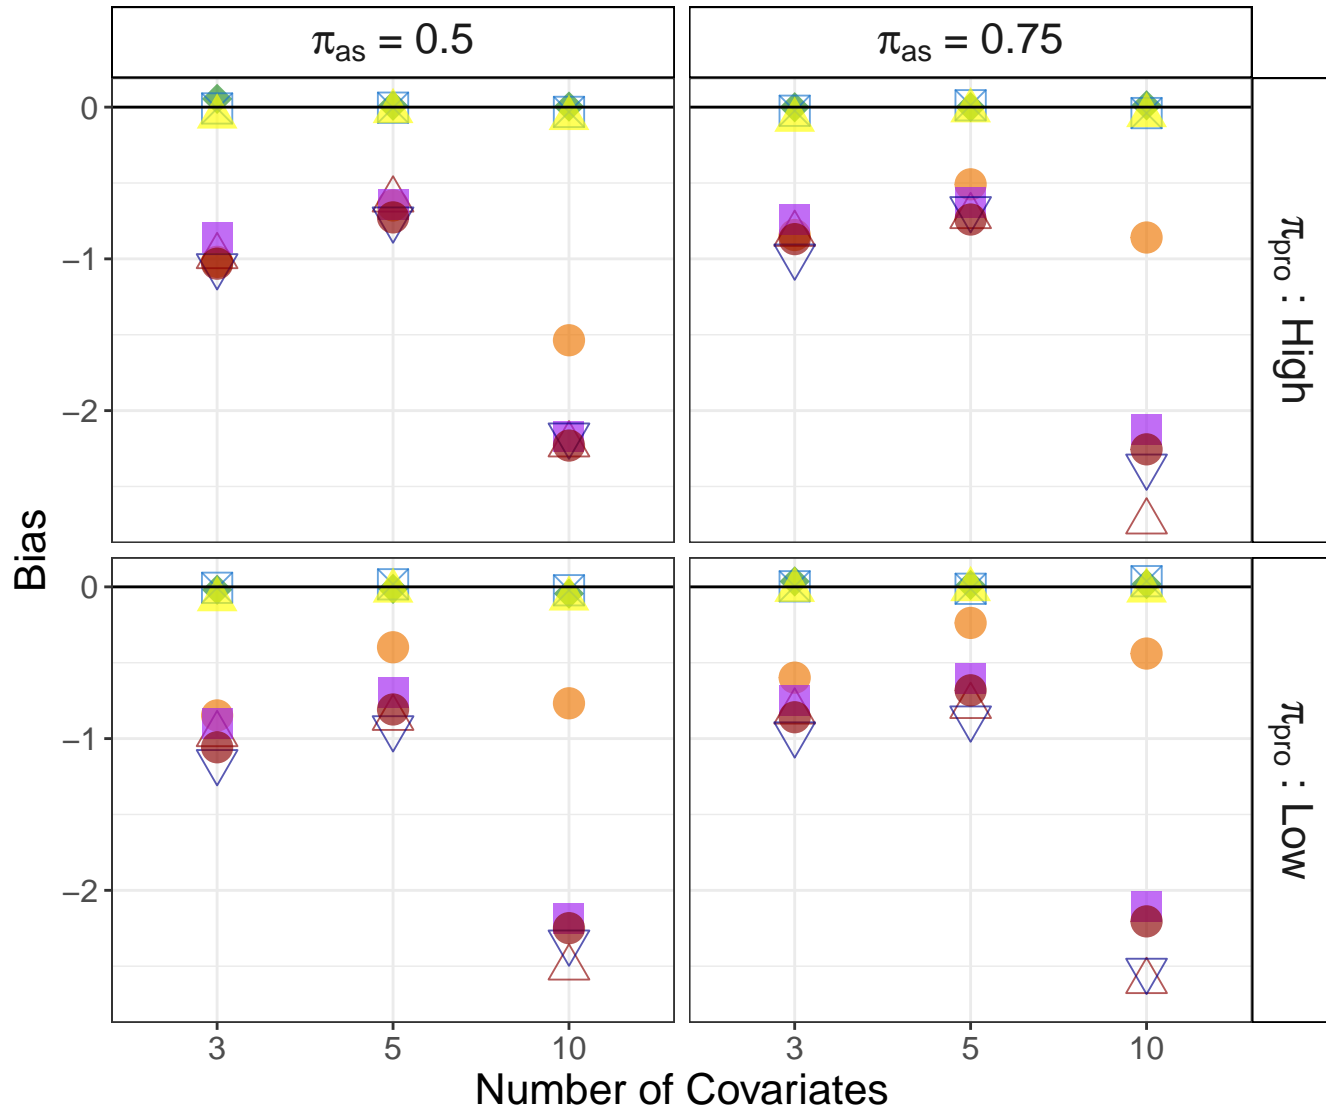 π_as = 0.5
π_as = 0.75
0
−1
−2
π_pro : High
Bias
0
−1
−2
π_pro : Low
3
5
10
3
5
10
Number of Covariates